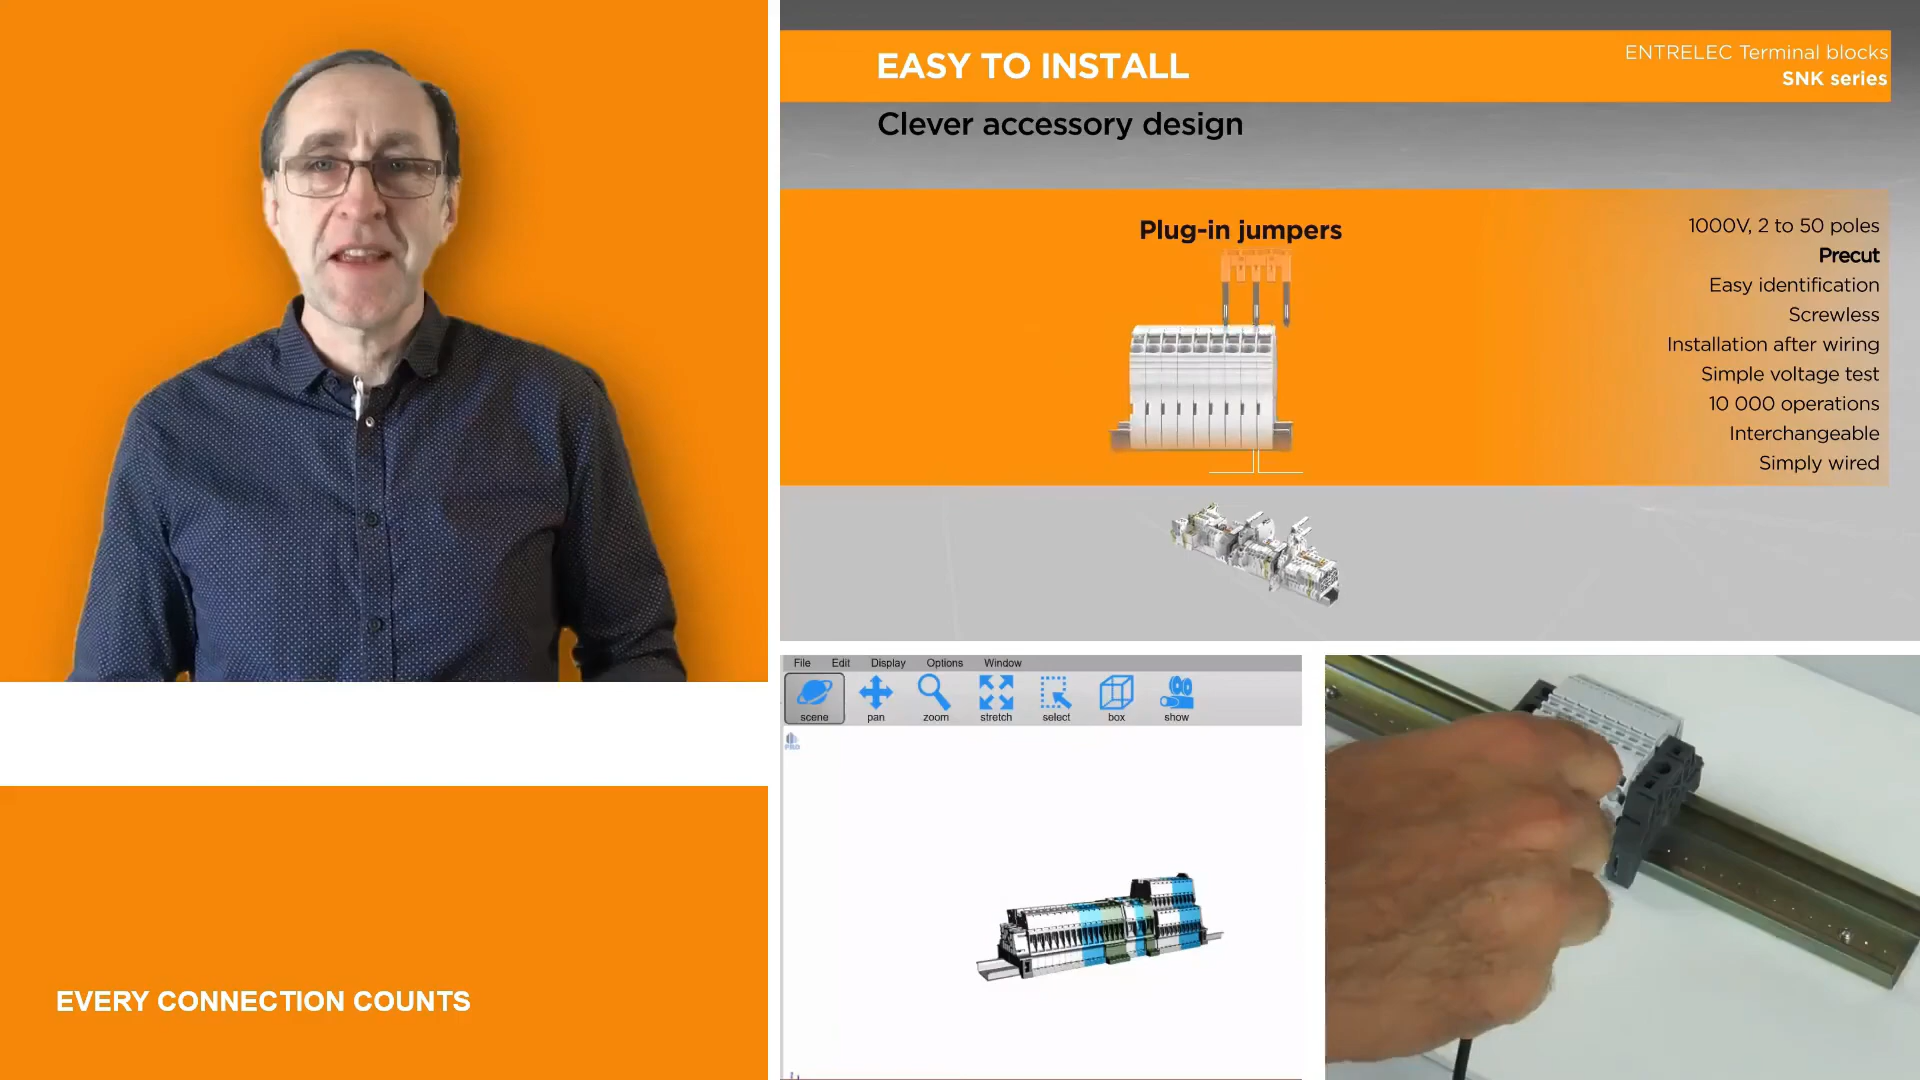 EASY TO INSTALL
ENTRELEC Terminal blocks
SNK series
Clever accessory design
Plug-in jumpers
1000V, 2 to 50 poles
Precut
Easy identification
Screwless
Installation after wiring
Simple voltage test
10 000 operations
Interchangeable
Simply wired
File Edit Display Options Window
scene pan zoom stretch select box show
PRO
EVERY CONNECTION COUNTS